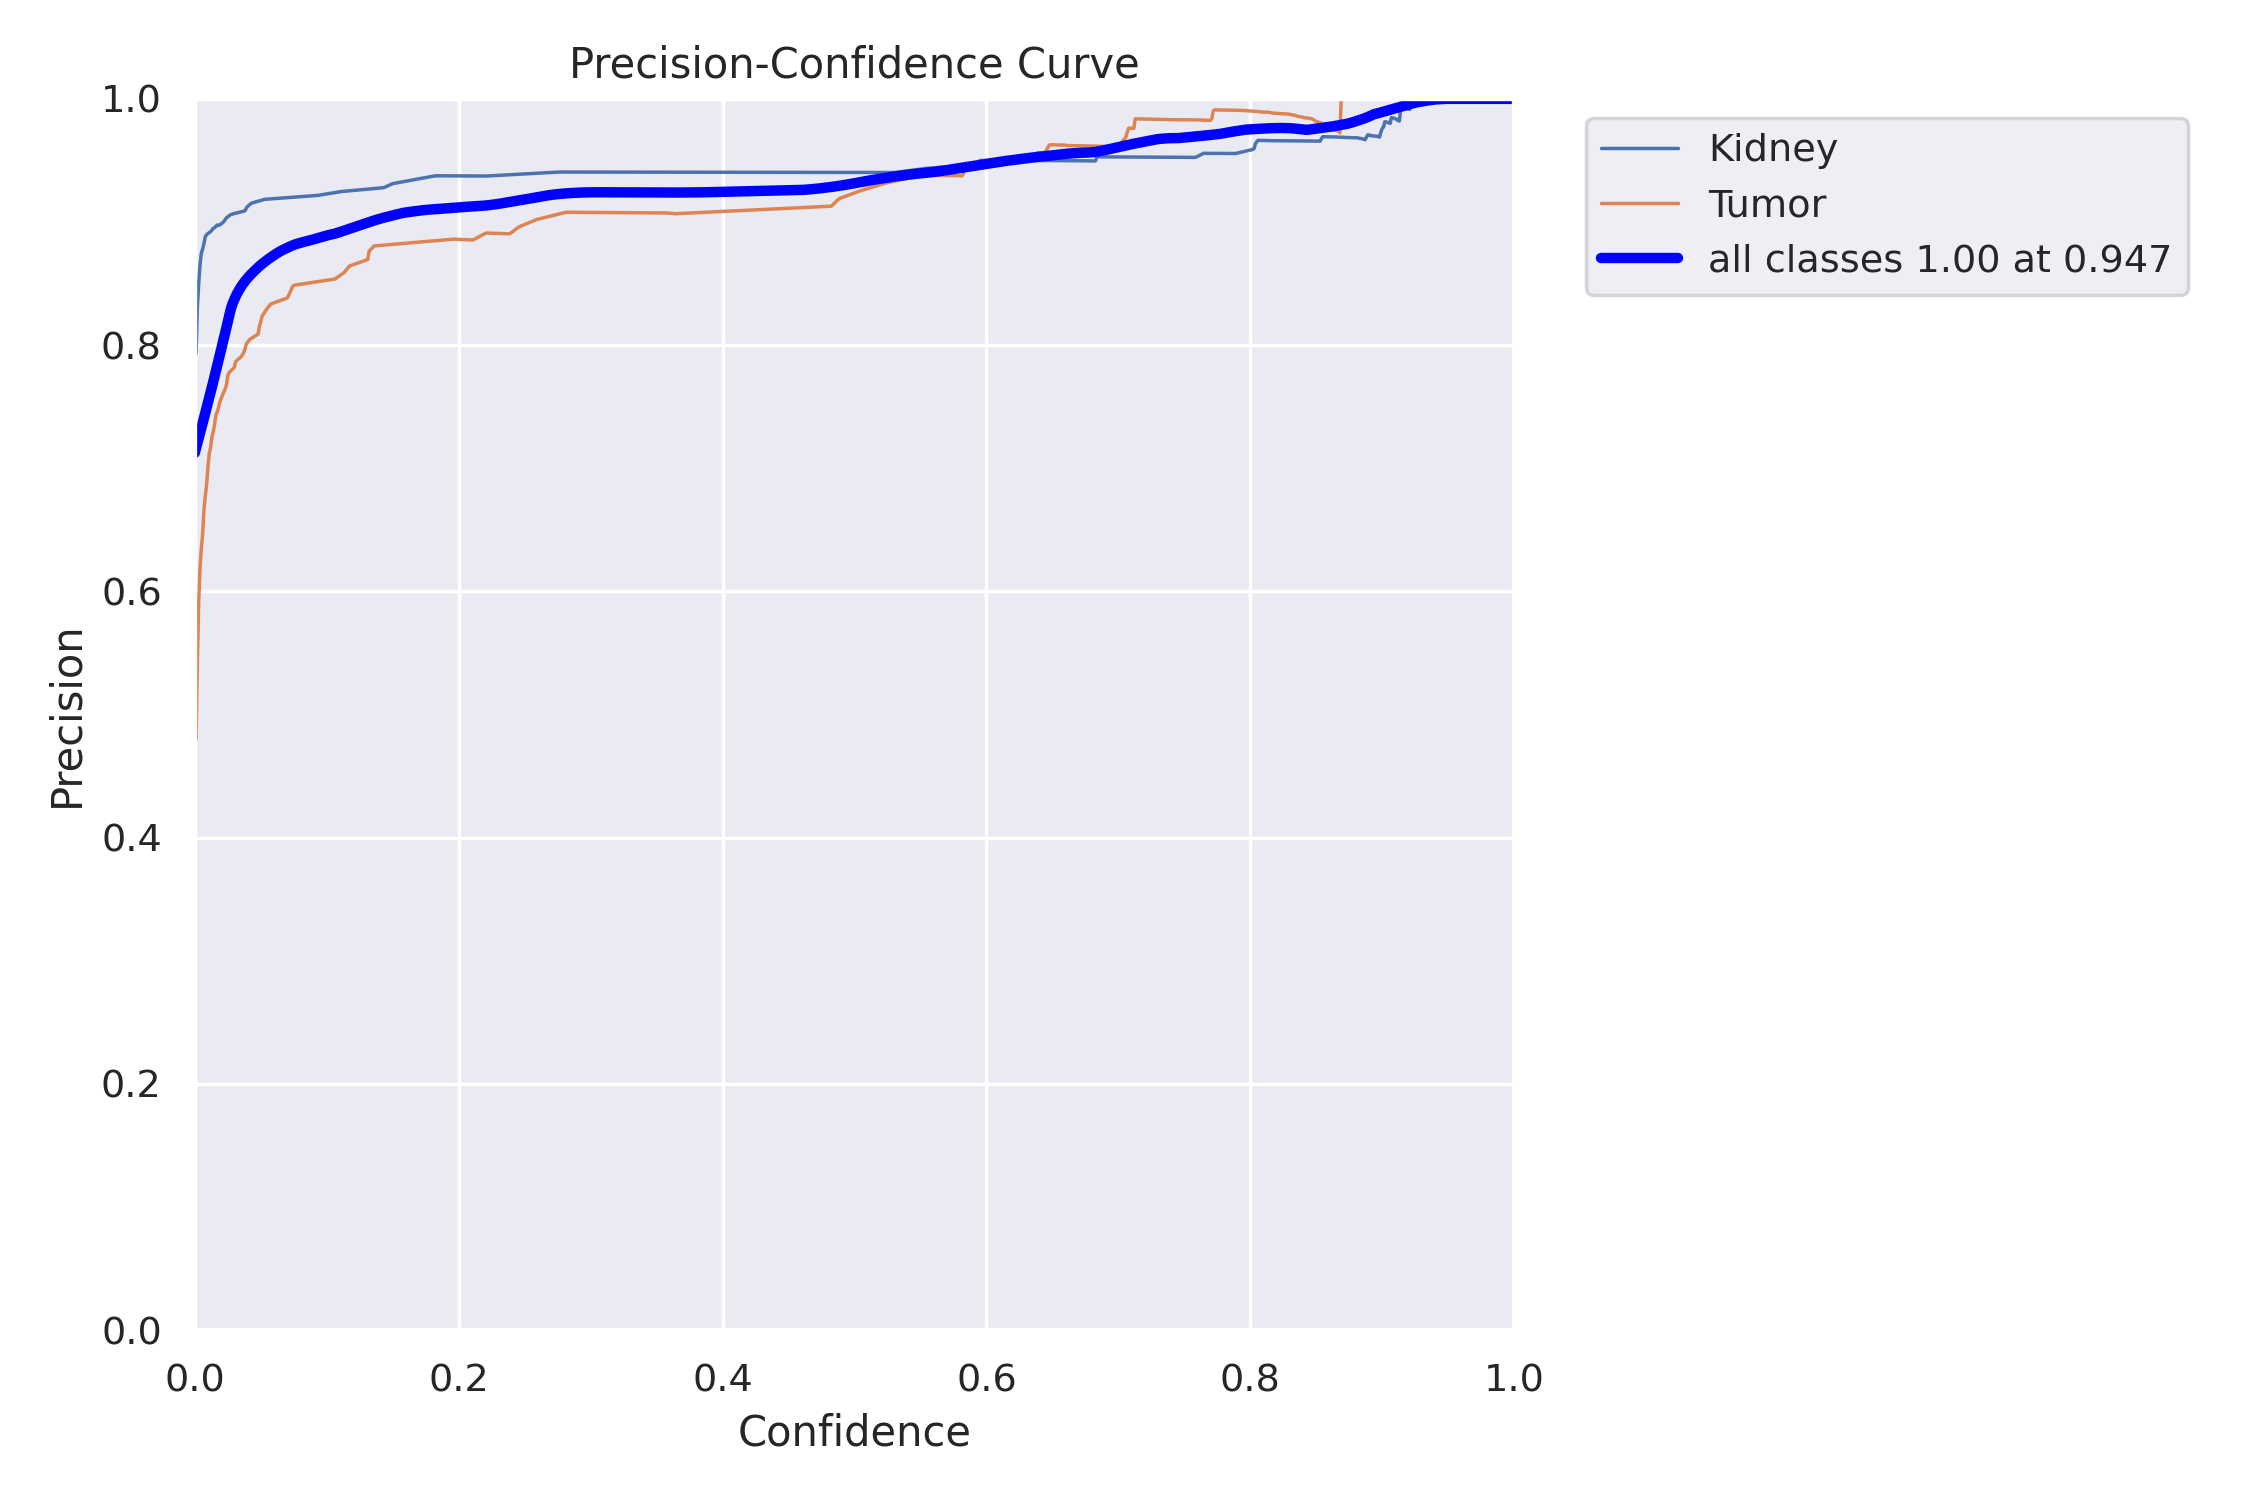 Precision-Confidence Curve
1.0
0.8
0.6
0.4
0.2
0.0
Precision
0.0 0.2 0.4 0.6 0.8 1.0
Confidence
Kidney
Tumor
all classes 1.00 at 0.947